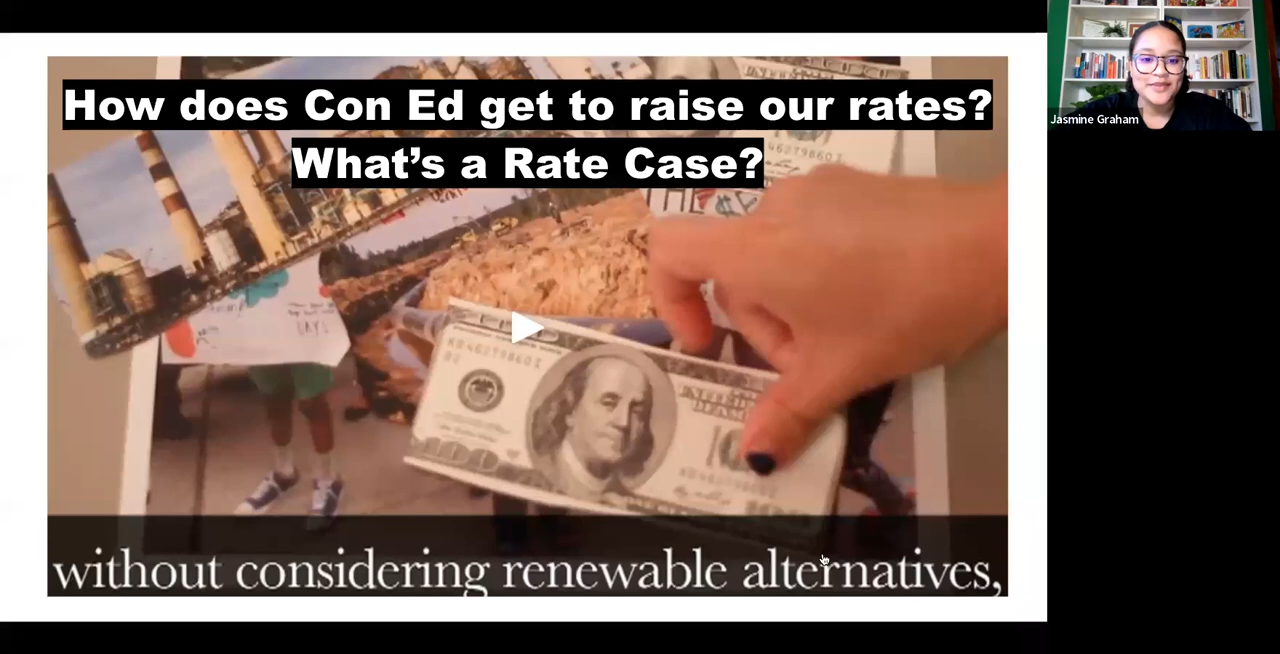 How does Con Ed get to raise our rates?
What's a Rate Case?
without considering renewable alternatives,
Jasmine Graham